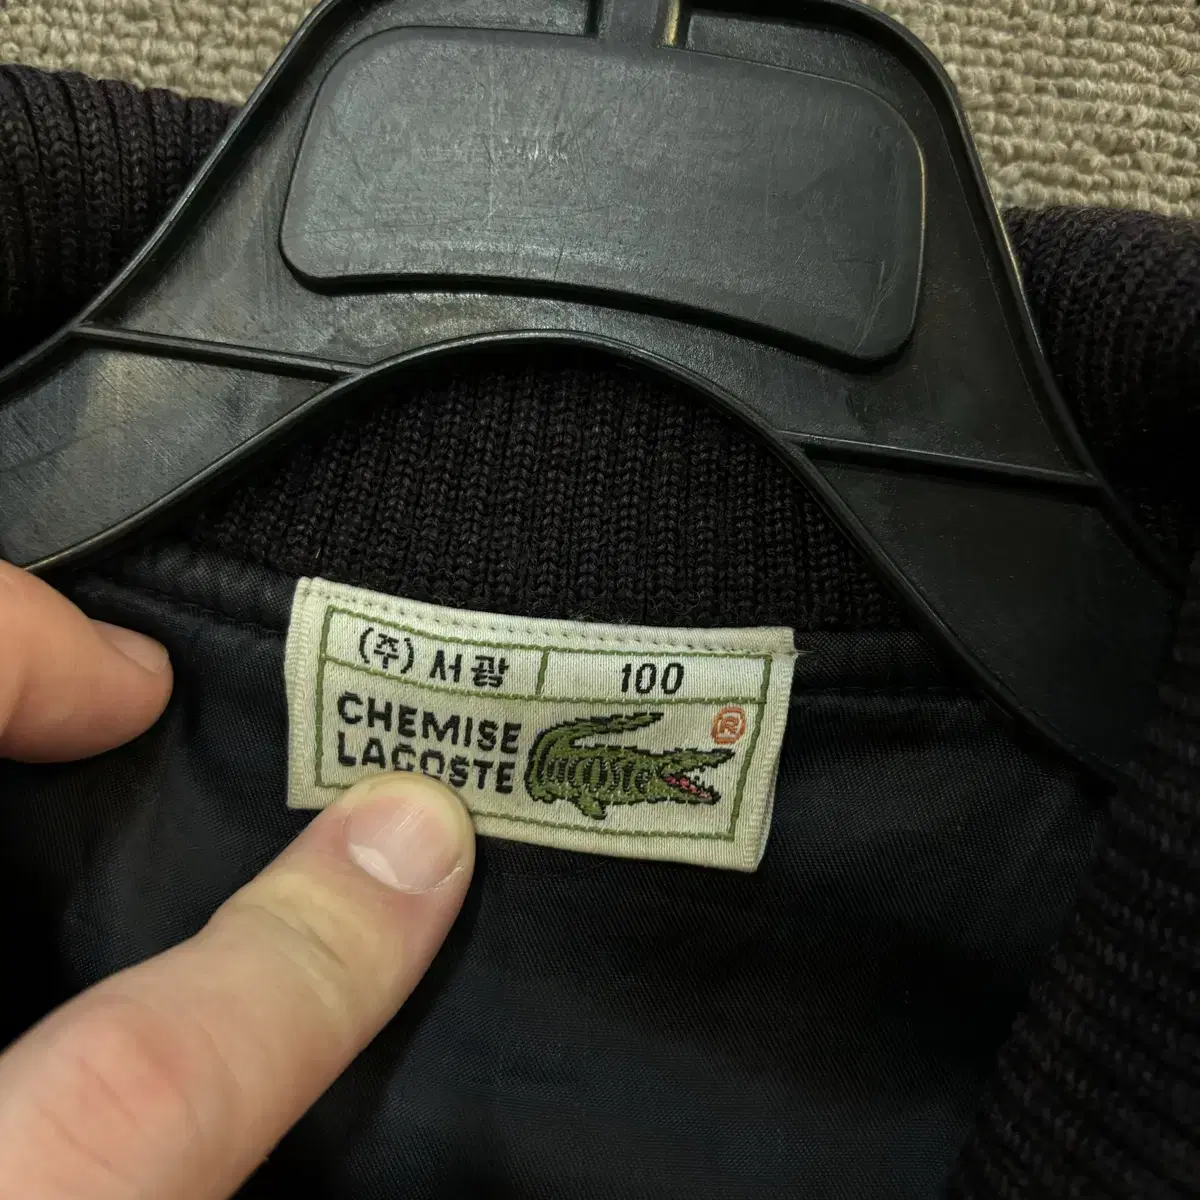 (주) 서광 100
CHEMISE
LACOSTE
Lacoste
®